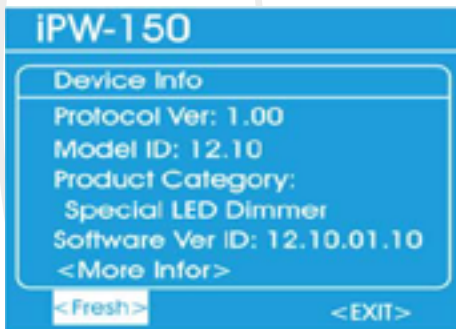 iPW-150
Device Info
Protocol Ver: 1.00
Model ID: 12.10
Product Category:
Special LED Dimmer
Software Ver ID: 12.10.01.10
<More Infor>
<Fresh>
<EXIT>